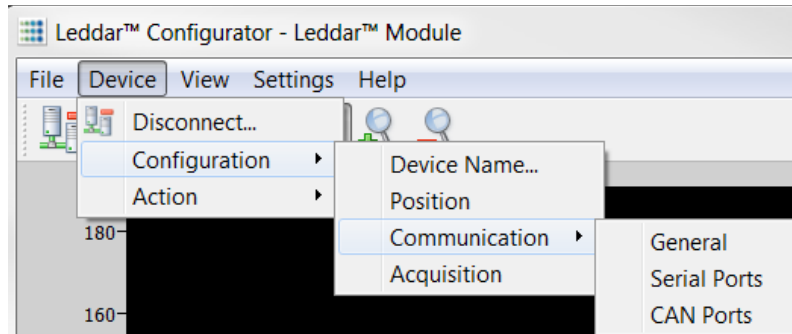 Leddar™ Configurator - Leddar™ Module
File Device View Settings Help
Disconnect...
Configuration
Device Name...
Action
Position
180
Communication
General
Acquisition
Serial Ports
160
CAN Ports